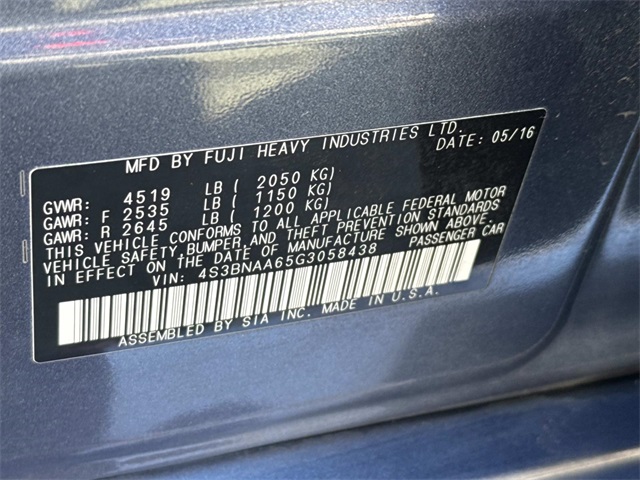 MFD BY FUJI HEAVY INDUSTRIES LTD.
DATE: 05/16
GVWR: 4519 LB ( 2050 KG)
GAWR: F 2535 LB ( 1150 KG)
GAWR: R 2645 LB ( 1200 KG)
THIS VEHICLE CONFORMS TO ALL APPLICABLE FEDERAL MOTOR
VEHICLE SAFETY, BUMPER, AND THEFT PREVENTION STANDARDS
IN EFFECT ON THE DATE OF MANUFACTURE SHOWN ABOVE.
VIN: 4S3BNAA65G3058438 PASSENGER CAR
ASSEMBLED BY SIA INC. MADE IN U.S.A.